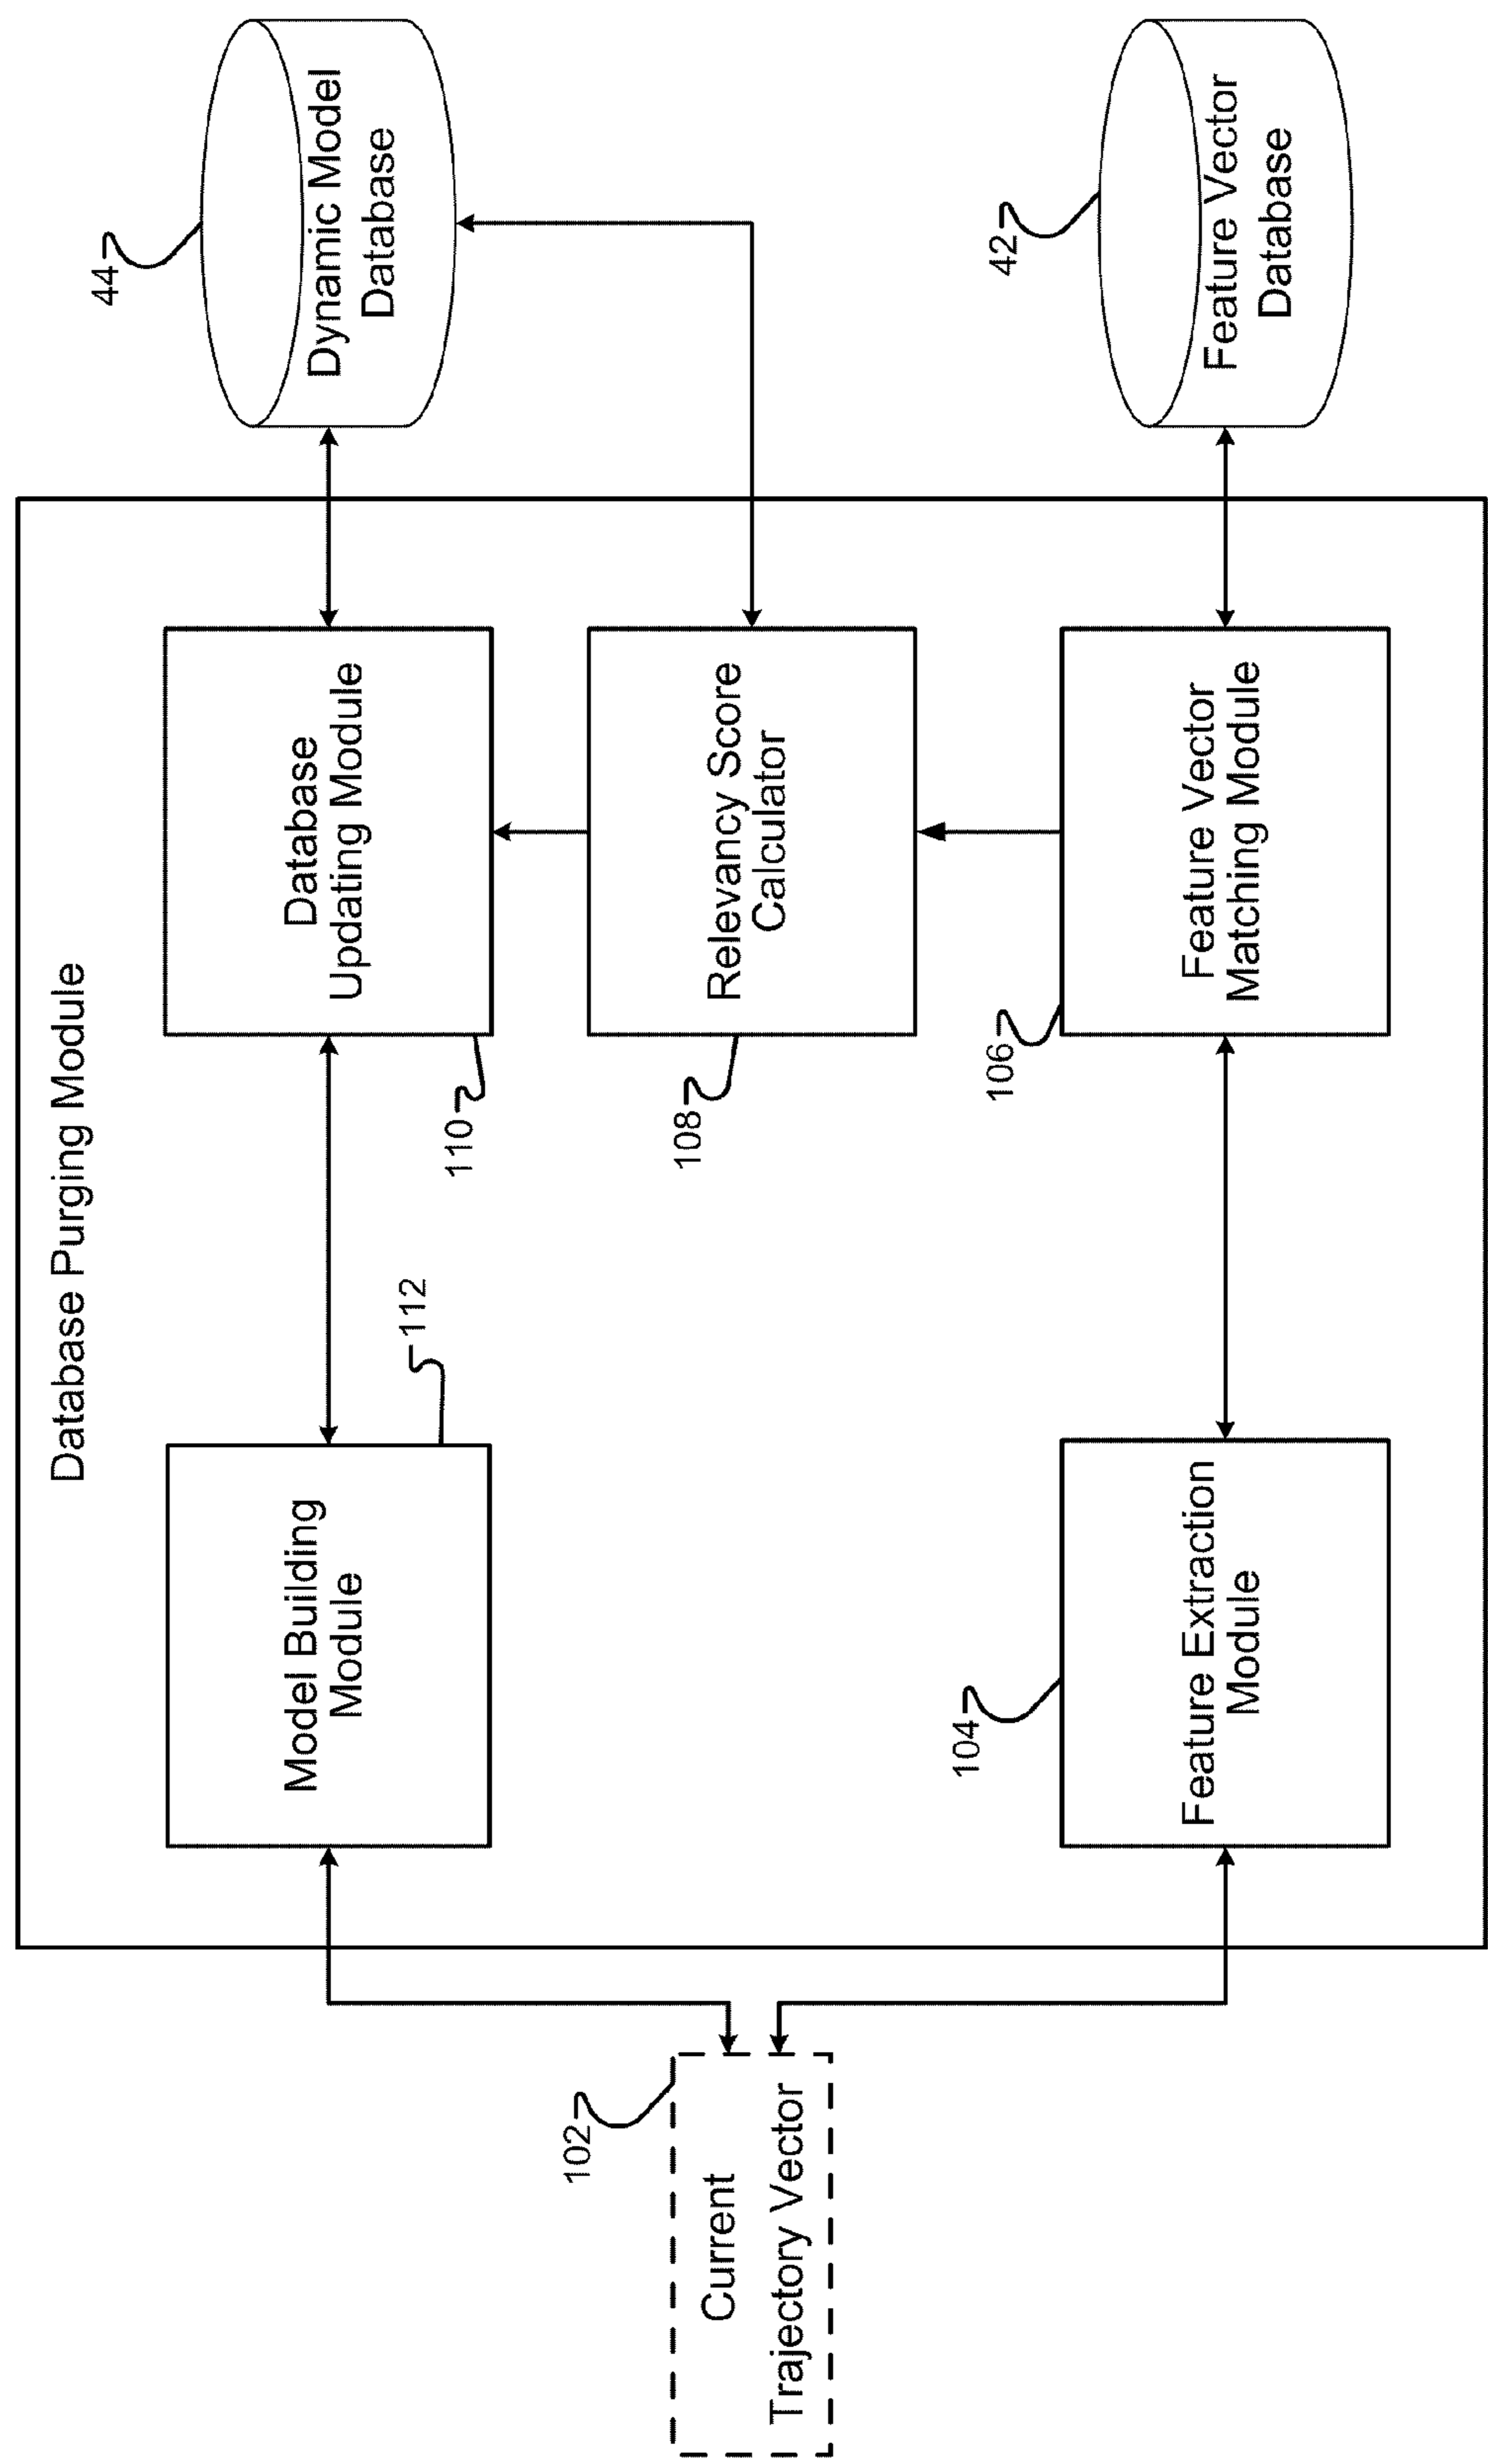 Database Purging Module
44
Dynamic Model
Database
Model Building
Module
112
Database
Updating Module
110
102
Current
Trajectory Vector
108
Relevancy Score
Calculator
104
Feature Extraction
Module
106
Feature Vector
Matching Module
42
Feature Vector
Database